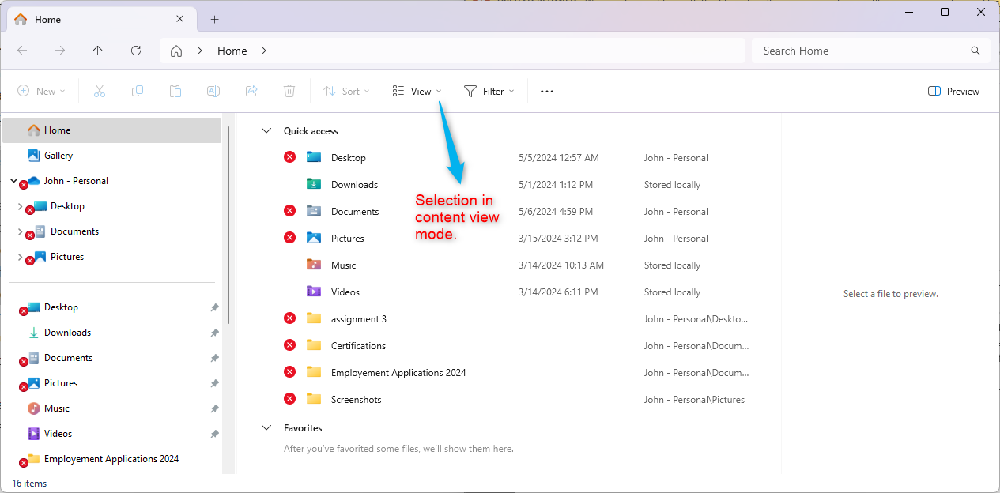 Home
Home
Search Home
New
Sort
View
Filter
Preview
Home
Gallery
John - Personal
Desktop
Documents
Pictures
Desktop
Downloads
Documents
Pictures
Music
Videos
Employement Applications 2024
Quick access
Desktop 5/5/2024 12:57 AM John - Personal
Downloads 5/1/2024 1:12 PM Stored locally
Documents 5/6/2024 4:59 PM John - Personal
Pictures 3/15/2024 3:12 PM John - Personal
Music 3/14/2024 10:13 AM Stored locally
Videos 3/14/2024 6:11 PM Stored locally
assignment 3 John - Personal\Deskto...
Certifications John - Personal\Docum...
Employement Applications 2024 John - Personal\Docum...
Screenshots John - Personal\Pictures
Favorites
After you've favorited some files, we'll show them here.
Selection in
content view
mode.
Select a file to preview.
16 items